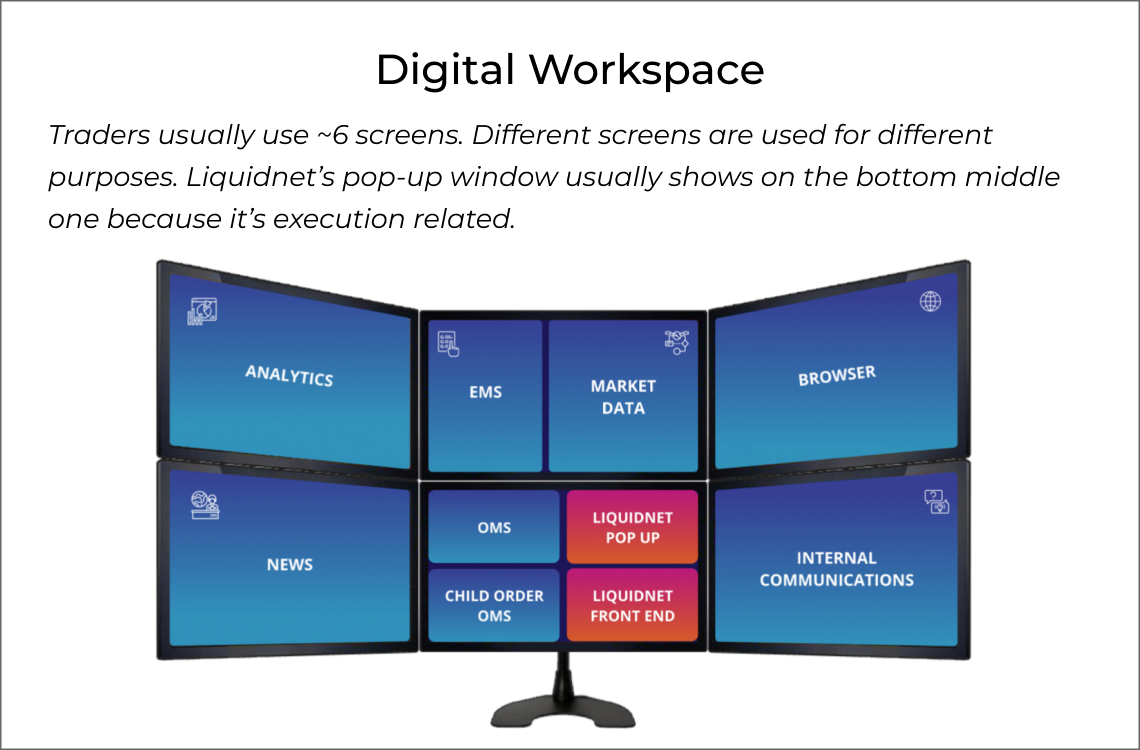 Digital Workspace
Traders usually use ~6 screens. Different screens are used for different
purposes. Liquidnet’s pop-up window usually shows on the bottom middle
one because it’s execution related.
ANALYTICS
EMS
MARKET
DATA
BROWSER
NEWS
OMS
LIQUIDNET
POP UP
CHILD ORDER
OMS
LIQUIDNET
FRONT END
INTERNAL
COMMUNICATIONS